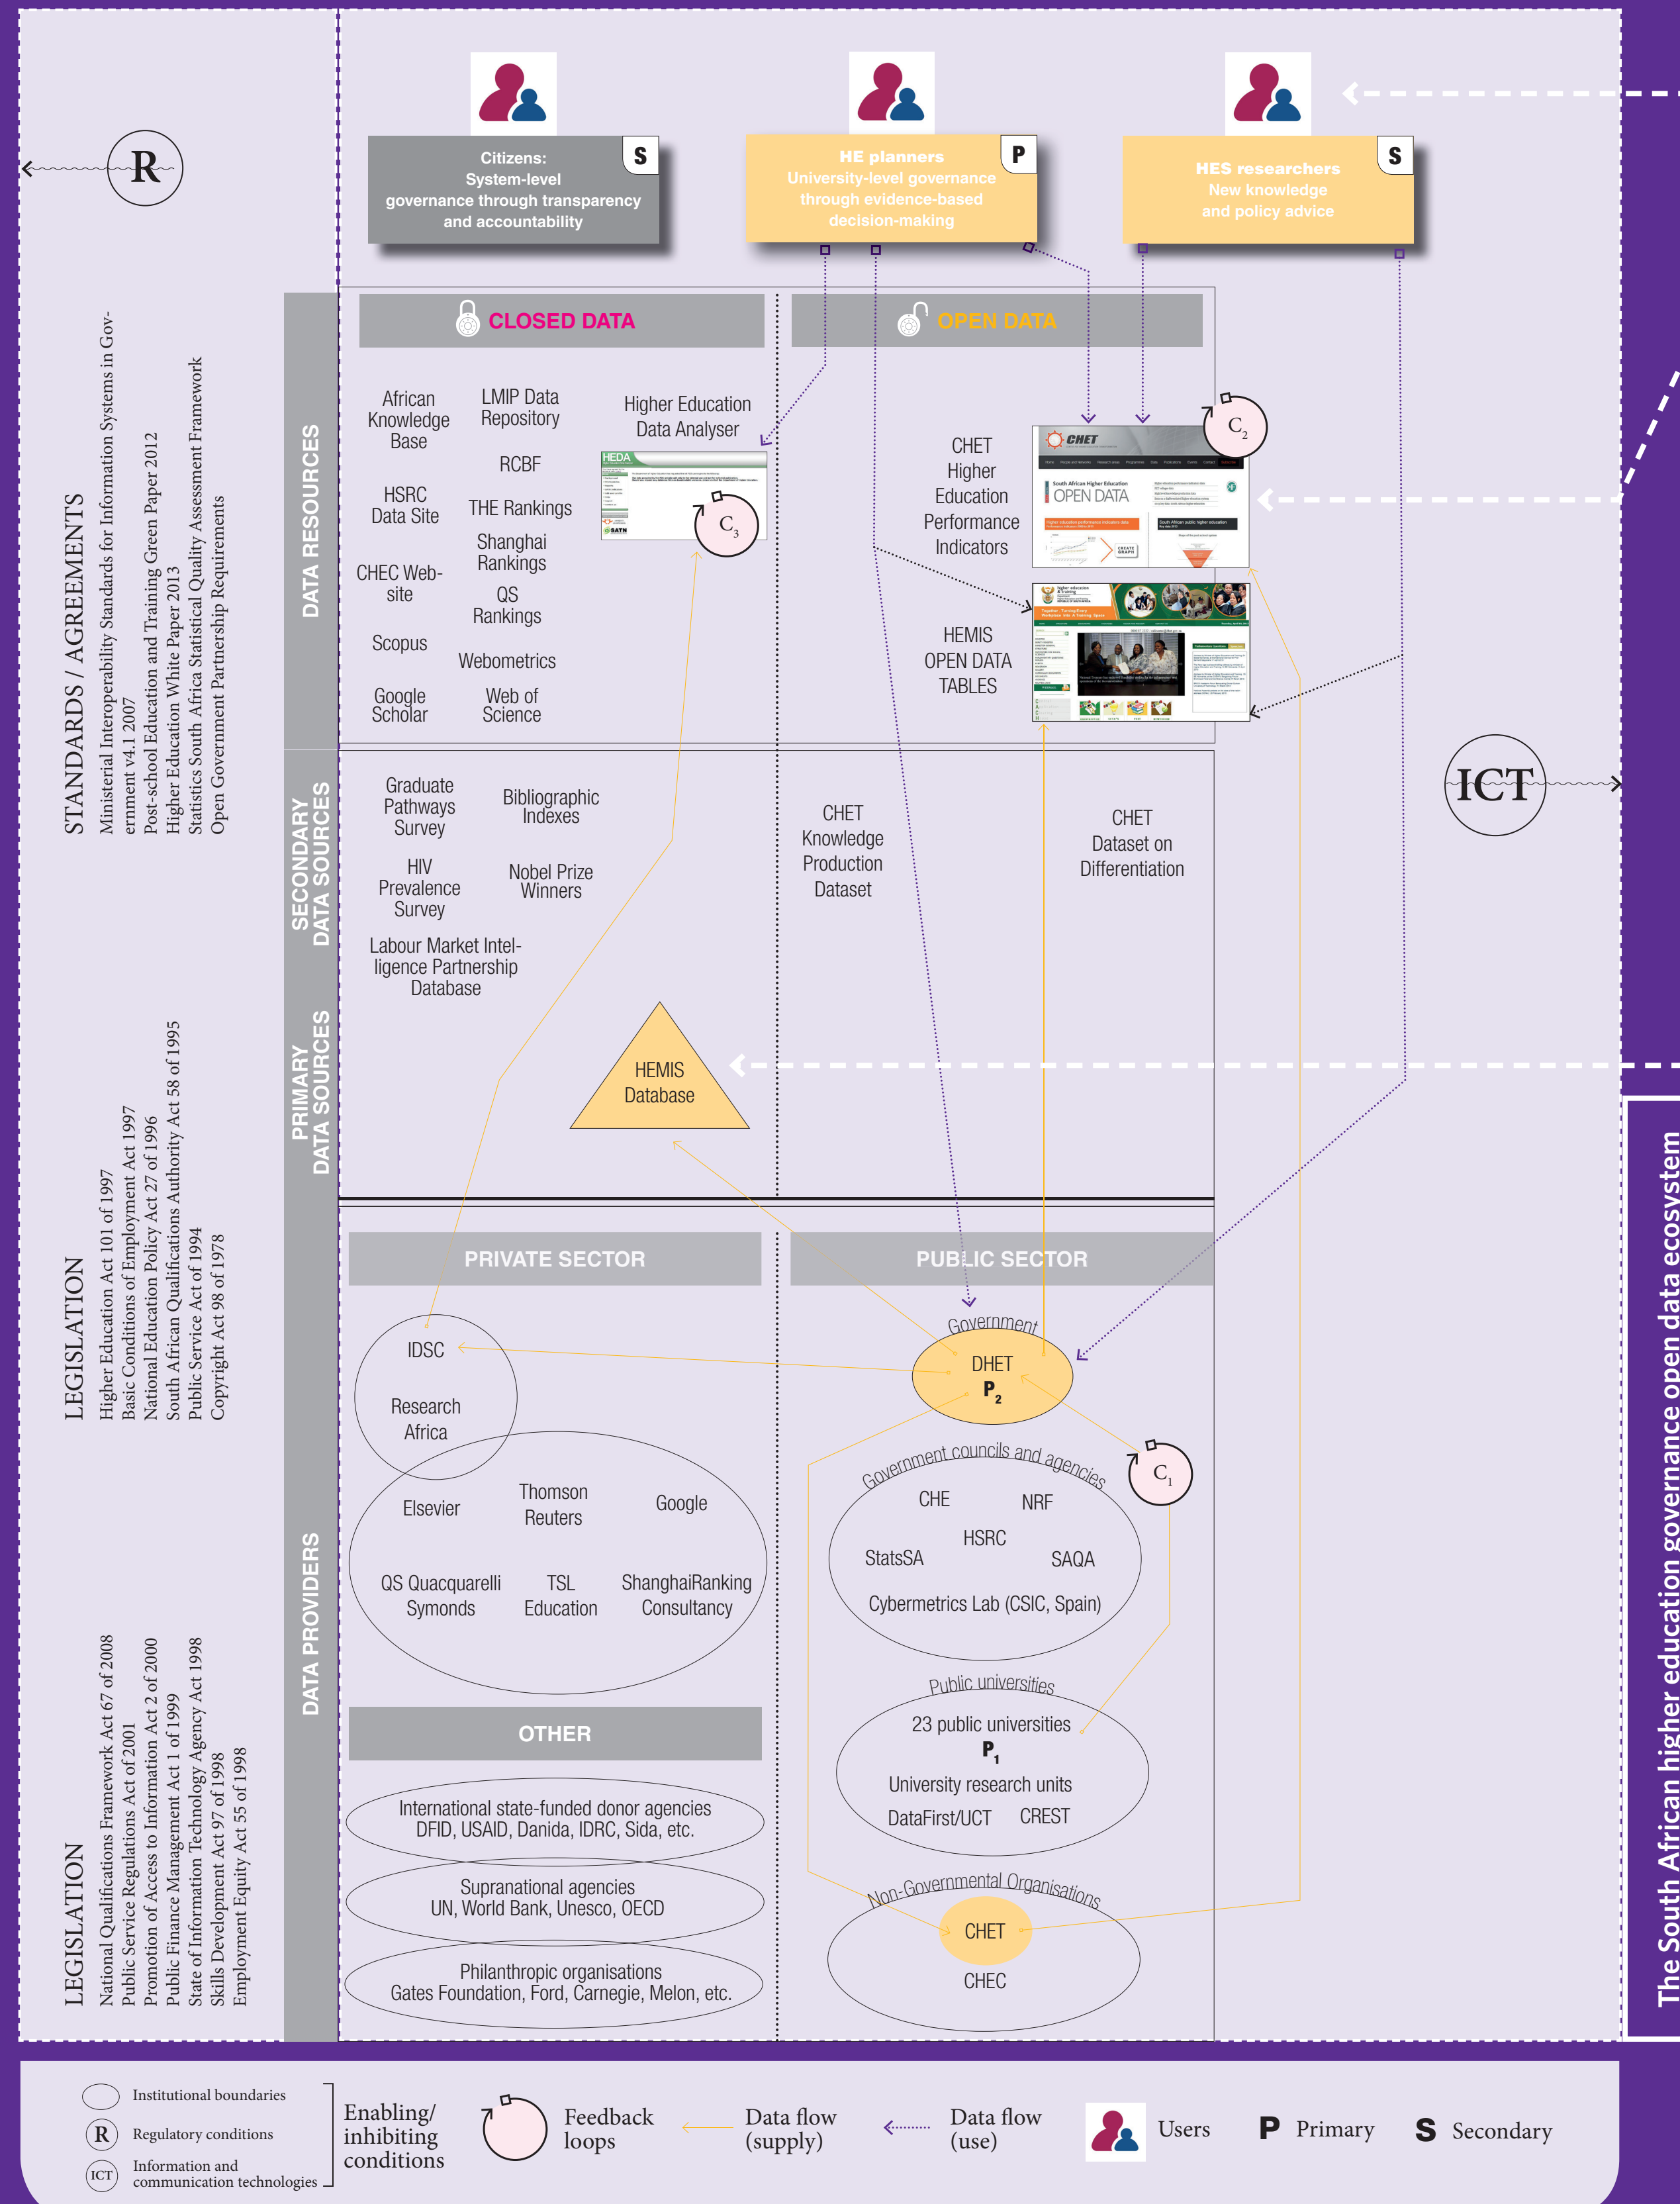 R
Citizens:
System-level
governance through transparency
and accountability
S
HE planners
University-level governance
through evidence-based
decision-making
P
HES researchers
New knowledge
and policy advice
S
STANDARDS / AGREEMENTS
Ministerial Interoperability Standards for Information Systems in Gov-
ernment v4.1 2007
Post-school Education and Training Green Paper 2012
Higher Education White Paper 2013
Statistics South Africa Statistical Quality Assessment Framework
Open Government Partnership Requirements
LEGISLATION
Higher Education Act 101 of 1997
Basic Conditions of Employment Act 1997
National Education Policy Act 27 of 1996
South African Qualifications Authority Act 58 of 1995
Public Service Act of 1994
Copyright Act 98 of 1978
LEGISLATION
National Qualifications Framework Act 67 of 2008
Public Service Regulations Act of 2001
Promotion of Access to Information Act 2 of 2000
Public Finance Management Act 1 of 1999
State of Information Technology Agency Act 1998
Skills Development Act 97 of 1998
Employment Equity Act 55 of 1998
DATA RESOURCES
CLOSED DATA
OPEN DATA
African
Knowledge
Base
LMIP Data
Repository
Higher Education
Data Analyser
RCBF
HSRC
Data Site
THE Rankings
Shanghai
Rankings
CHEC Web-
site
QS
Rankings
Scopus
Webometrics
Google
Scholar
Web of
Science
HEDA
SATN
C3
CHET
Higher
Education
Performance
Indicators
CHET
South African Higher Education
OPEN DATA
CREATE
GRAPH
C2
HEMIS
OPEN DATA
TABLES
higher education
& training
SECONDARY
DATA SOURCES
Graduate
Pathways
Survey
Bibliographic
Indexes
HIV
Prevalence
Survey
Nobel Prize
Winners
Labour Market Intel-
ligence Partnership
Database
CHET
Knowledge
Production
Dataset
CHET
Dataset on
Differentiation
ICT
PRIMARY
DATA SOURCES
HEMIS
Database
DATA PROVIDERS
PRIVATE SECTOR
PUBLIC SECTOR
IDSC
Research
Africa
Elsevier
Thomson
Reuters
Google
QS Quacquarelli
Symonds
TSL
Education
ShanghaiRanking
Consultancy
Government
DHET
P2
C1
Government councils and agencies
CHE
NRF
HSRC
StatsSA
SAQA
Cybermetrics Lab (CSIC, Spain)
Public universities
23 public universities
P1
University research units
DataFirst/UCT
CREST
Non-Governmental Organisations
CHET
CHEC
OTHER
International state-funded donor agencies
DFID, USAID, Danida, IDRC, Sida, etc.
Supranational agencies
UN, World Bank, Unesco, OECD
Philanthropic organisations
Gates Foundation, Ford, Carnegie, Melon, etc.
The South African higher education governance open data ecosystem
Institutional boundaries
R
Regulatory conditions
ICT
Information and
communication technologies
Enabling/
inhibiting
conditions
Feedback
loops
Data flow
(supply)
Data flow
(use)
Users
P Primary
S Secondary